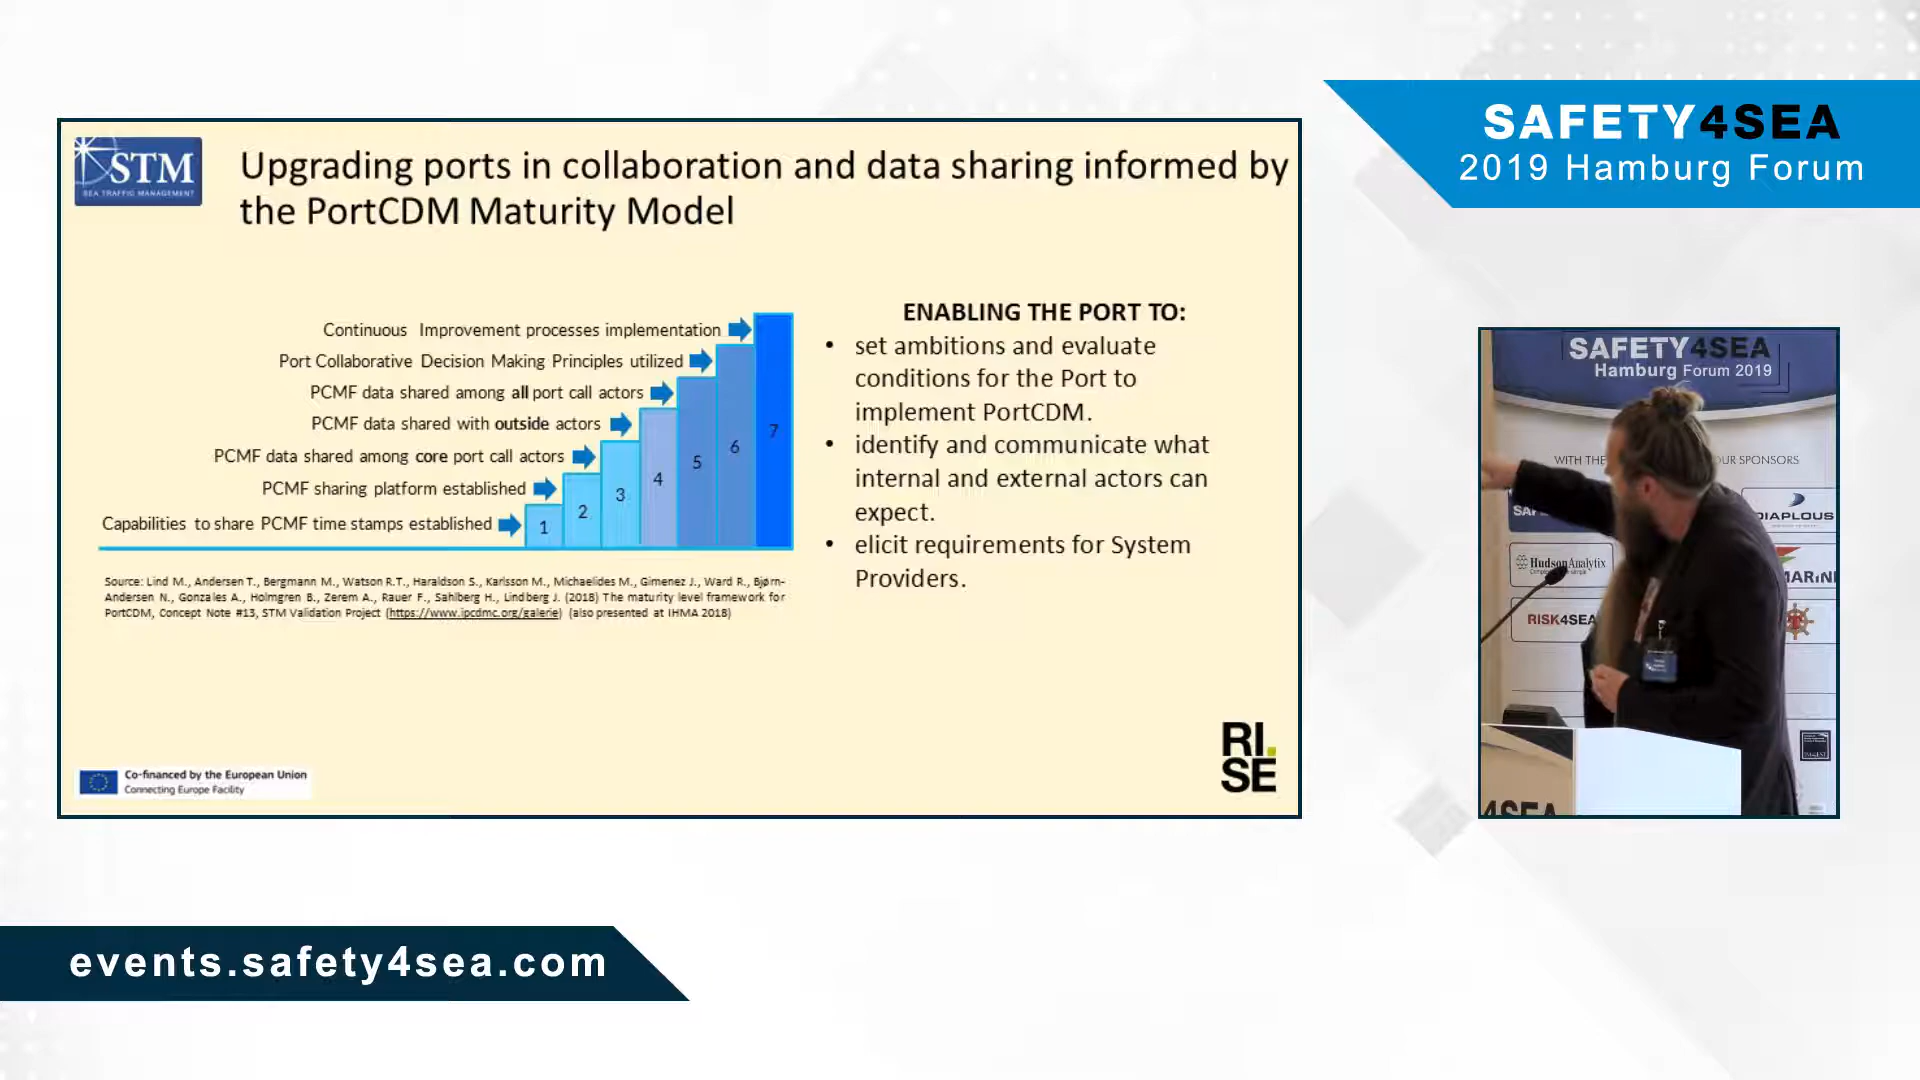 SAFETY4SEA
2019 Hamburg Forum
STM
SEA TRAFFIC MANAGEMENT
Upgrading ports in collaboration and data sharing informed by
the PortCDM Maturity Model
Continuous Improvement processes implementation
Port Collaborative Decision Making Principles utilized
PCMF data shared among all port call actors
PCMF data shared with outside actors
PCMF data shared among core port call actors
PCMF sharing platform established
Capabilities to share PCMF time stamps established
1
2
3
4
5
6
7
Source: Lind M., Andersen T., Bergmann M., Watson R.T., Haraldson S., Karlsson M., Michaelides M., Gimenez J., Ward R., Bjørn-
Andersen N., Gonzales A., Holmgren B., Zerem A., Rauer F., Sahlberg H., Lindberg J. (2018) The maturity level framework for
PortCDM, Concept Note #13, STM Validation Project (https://www.ipcdmc.org/galerie) (also presented at IHMA 2018)
ENABLING THE PORT TO:
• set ambitions and evaluate
conditions for the Port to
implement PortCDM.
• identify and communicate what
internal and external actors can
expect.
• elicit requirements for System
Providers.
Co-financed by the European Union
Connecting Europe Facility
RI.
SE
SAFETY4SEA
Hamburg Forum 2019
WITH THE
OUR SPONSORS
DIAPLOUS
HudsonAnalytix
RISK4SEA
4SEA
events.safety4sea.com